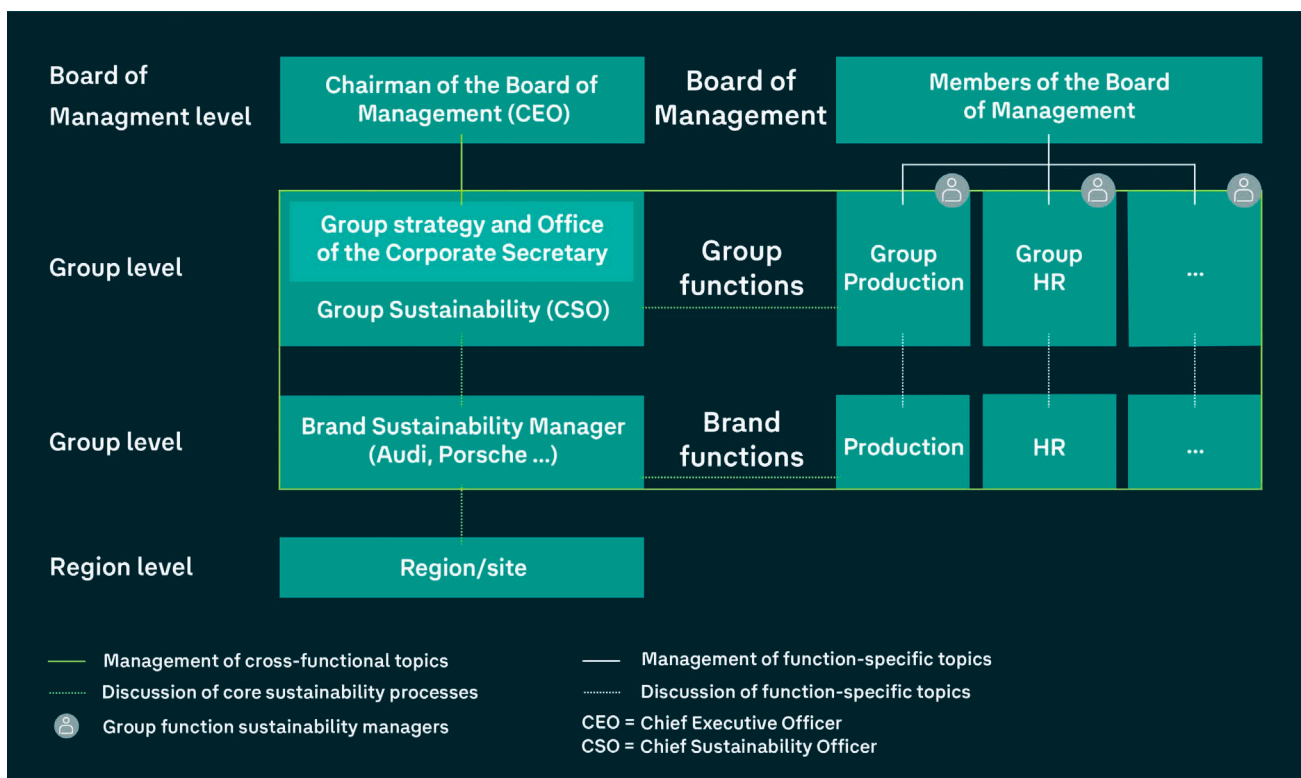 Board of
Managment level
Chairman of the Board of
Management (CEO)
Board of
Management
Members of the Board
of Management
Group level
Group strategy and Office
of the Corporate Secretary
Group Sustainability (CSO)
Group
functions
Group
Production
Group
HR
...
Group level
Brand Sustainability Manager
(Audi, Porsche ...)
Brand
functions
Production
HR
...
Region level
Region/site
Management of cross-functional topics
Discussion of core sustainability processes
Group function sustainability managers
Management of function-specific topics
Discussion of function-specific topics
CEO = Chief Executive Officer
CSO = Chief Sustainability Officer